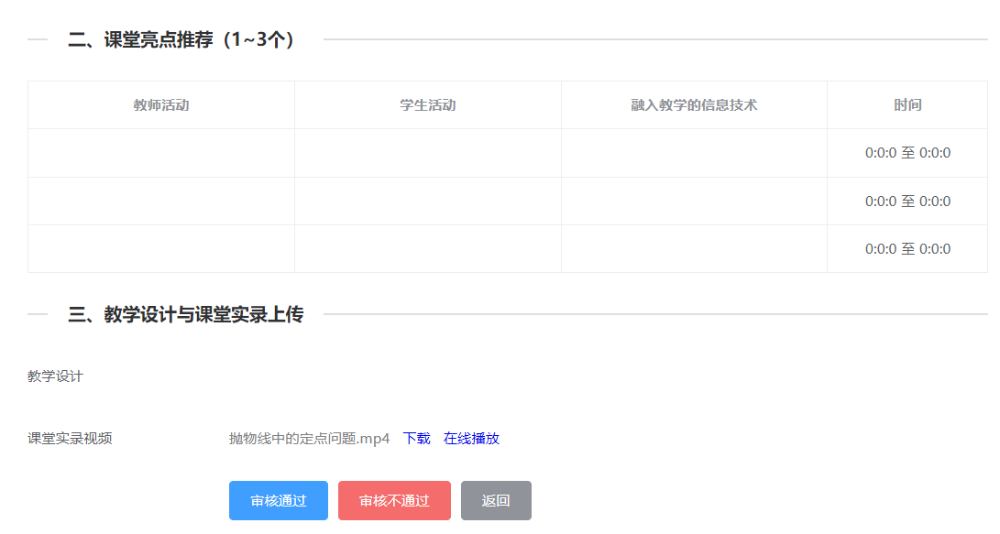 二、课堂亮点推荐（1~3个）
教师活动 学生活动 融入教学的信息技术 时间
0:0:0 至 0:0:0
0:0:0 至 0:0:0
0:0:0 至 0:0:0
三、教学设计与课堂实录上传
教学设计
课堂实录视频 抛物线中的定点问题.mp4 下载 在线播放
审核通过 审核不通过 返回